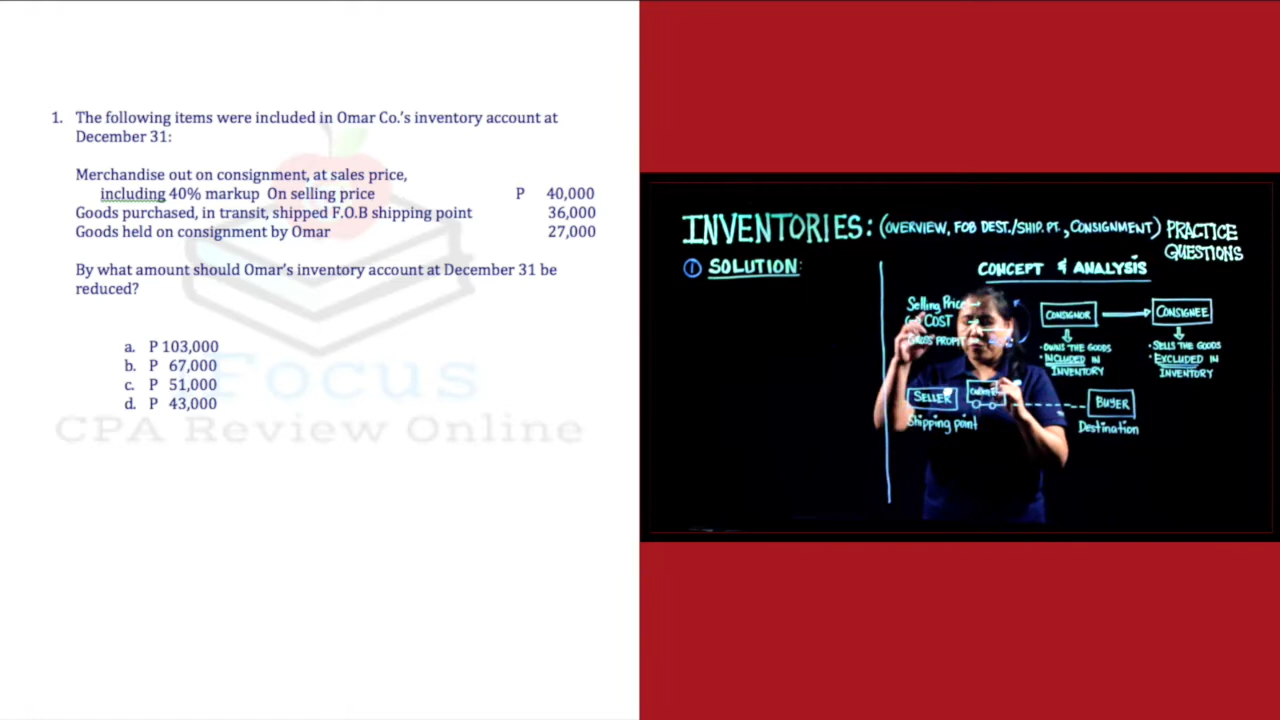 1. The following items were included in Omar Co.'s inventory account at
December 31:
Merchandise out on consignment, at sales price,
including 40% markup On selling price P 40,000
Goods purchased, in transit, shipped F.O.B shipping point 36,000
Goods held on consignment by Omar 27,000
By what amount should Omar's inventory account at December 31 be
reduced?
a. P 103,000
b. P 67,000
c. P 51,000
d. P 43,000
Focus
CPA Review Online
INVENTORIES: (OVERVIEW, FOB DEST./SHIP. PT., CONSIGNMENT) PRACTICE
QUESTIONS
1 SOLUTION:
CONCEPT & ANALYSIS
Selling Price
COST
GROSS PROFIT
CONSIGNOR
• OWNS THE GOODS
• INCLUDED IN
INVENTORY
CONSIGNEE
• SELLS THE GOODS
• EXCLUDED IN
INVENTORY
SELLER
Shipping point
BUYER
Destination